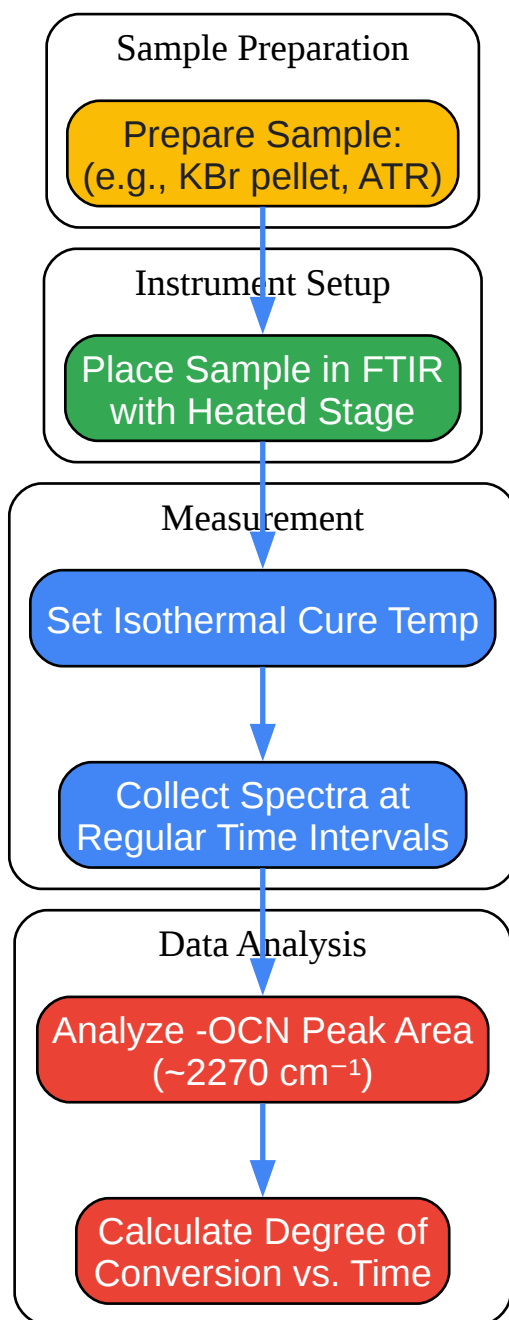 Sample Preparation
Prepare Sample:
(e.g., KBr pellet, ATR)
Instrument Setup
Place Sample in FTIR
with Heated Stage
Measurement
Set Isothermal Cure Temp
Collect Spectra at
Regular Time Intervals
Data Analysis
Analyze -OCN Peak Area
(~2270 cm⁻¹)
Calculate Degree of
Conversion vs. Time